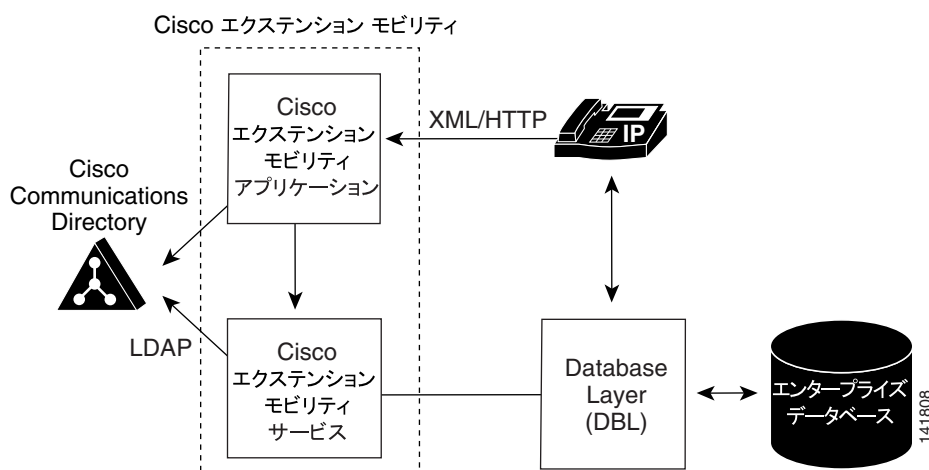 Cisco エクステンション モビリティ
Cisco
エクステンション
モビリティ
アプリケーション
XML/HTTP
IP
Cisco
Communications
Directory
LDAP
Cisco
エクステンション
モビリティ
サービス
Database
Layer
(DBL)
エンタープライズ
データベース
141808